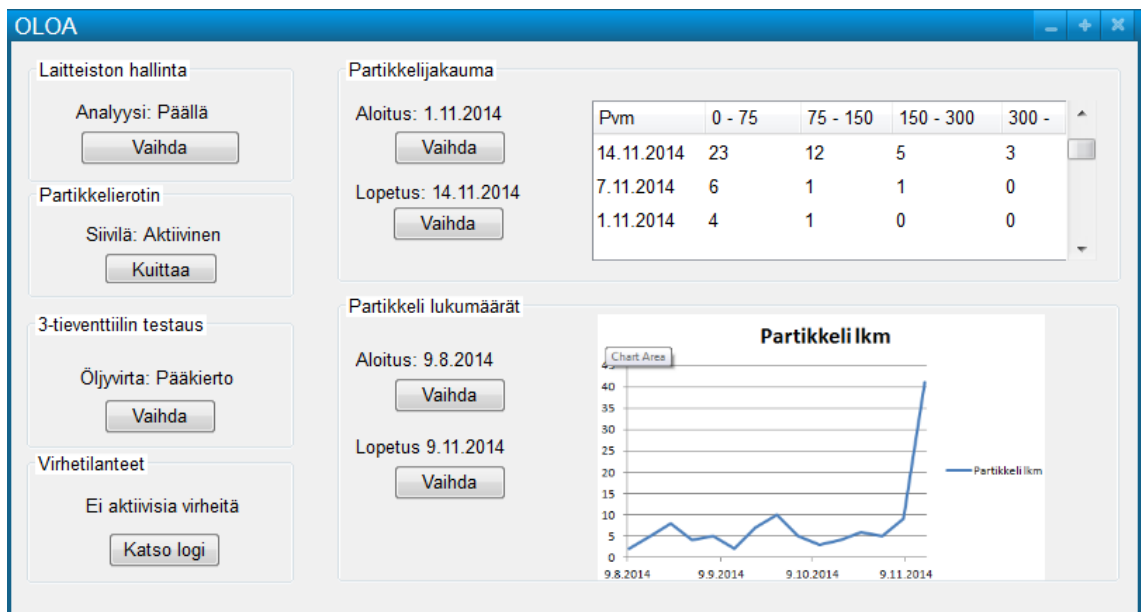 OLOA
Laitteiston hallinta
Analyysi: Päällä
Vaihda
Partikkelierotin
Siivilä: Aktiivinen
Kuittaa
3-tieventtiilin testaus
Öljyvirta: Pääkierto
Vaihda
Virhetilanteet
Ei aktiivisia virheitä
Katso logi
Partikkelijakauma
Aloitus: 1.11.2014
Vaihda
Lopetus: 14.11.2014
Vaihda
Pvm 0 - 75 75 - 150 150 - 300 300 -
14.11.2014 23 12 5 3
7.11.2014 6 1 1 0
1.11.2014 4 1 0 0
Partikkeli lukumäärät
Aloitus: 9.8.2014
Vaihda
Lopetus 9.11.2014
Vaihda
Partikkeli lkm
Chart Area
45
40
35
30
25
20
15
10
5
0
9.8.2014 9.9.2014 9.10.2014 9.11.2014
Partikkeli lkm